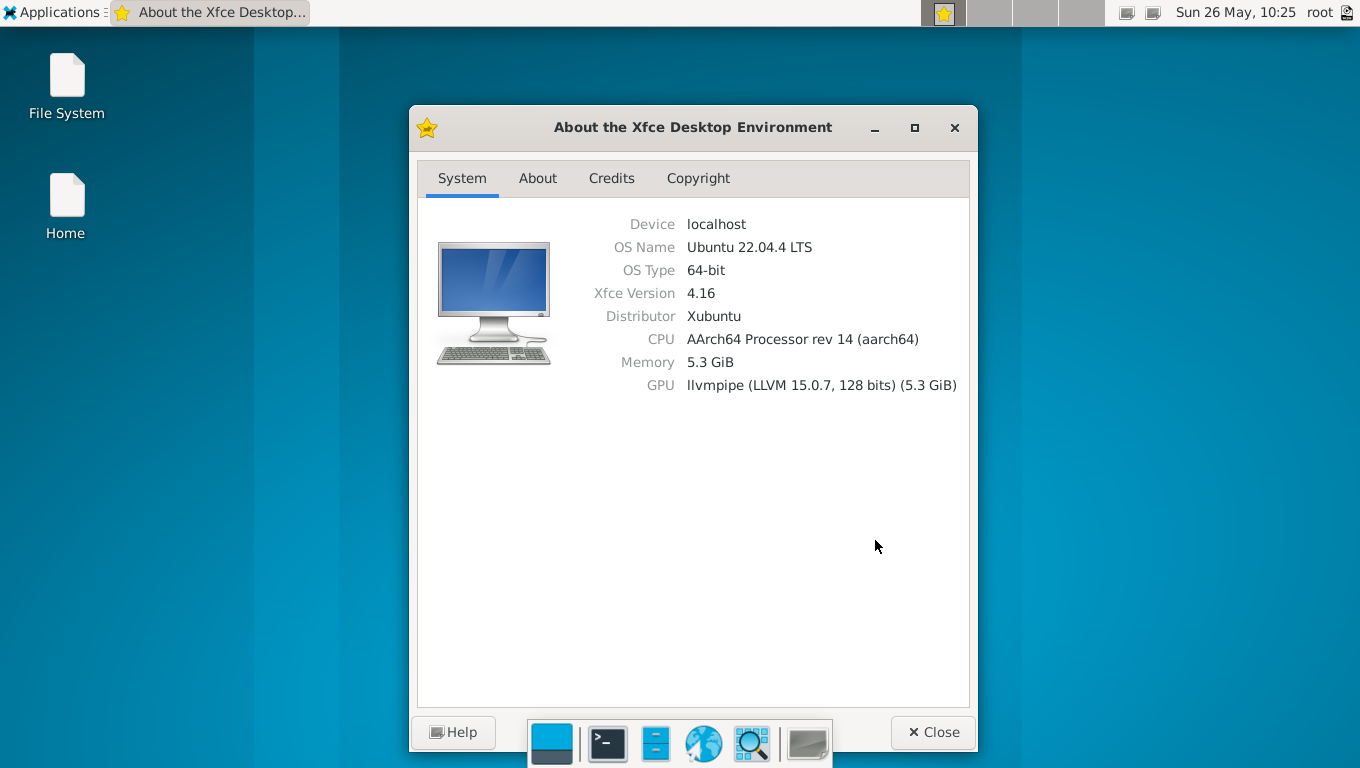 Applications
About the Xfce Desktop...
Sun 26 May, 10:25
root
File System
Home
About the Xfce Desktop Environment
System
About
Credits
Copyright
Device localhost
OS Name Ubuntu 22.04.4 LTS
OS Type 64-bit
Xfce Version 4.16
Distributor Xubuntu
CPU AArch64 Processor rev 14 (aarch64)
Memory 5.3 GiB
GPU llvmpipe (LLVM 15.0.7, 128 bits) (5.3 GiB)
Help
Close